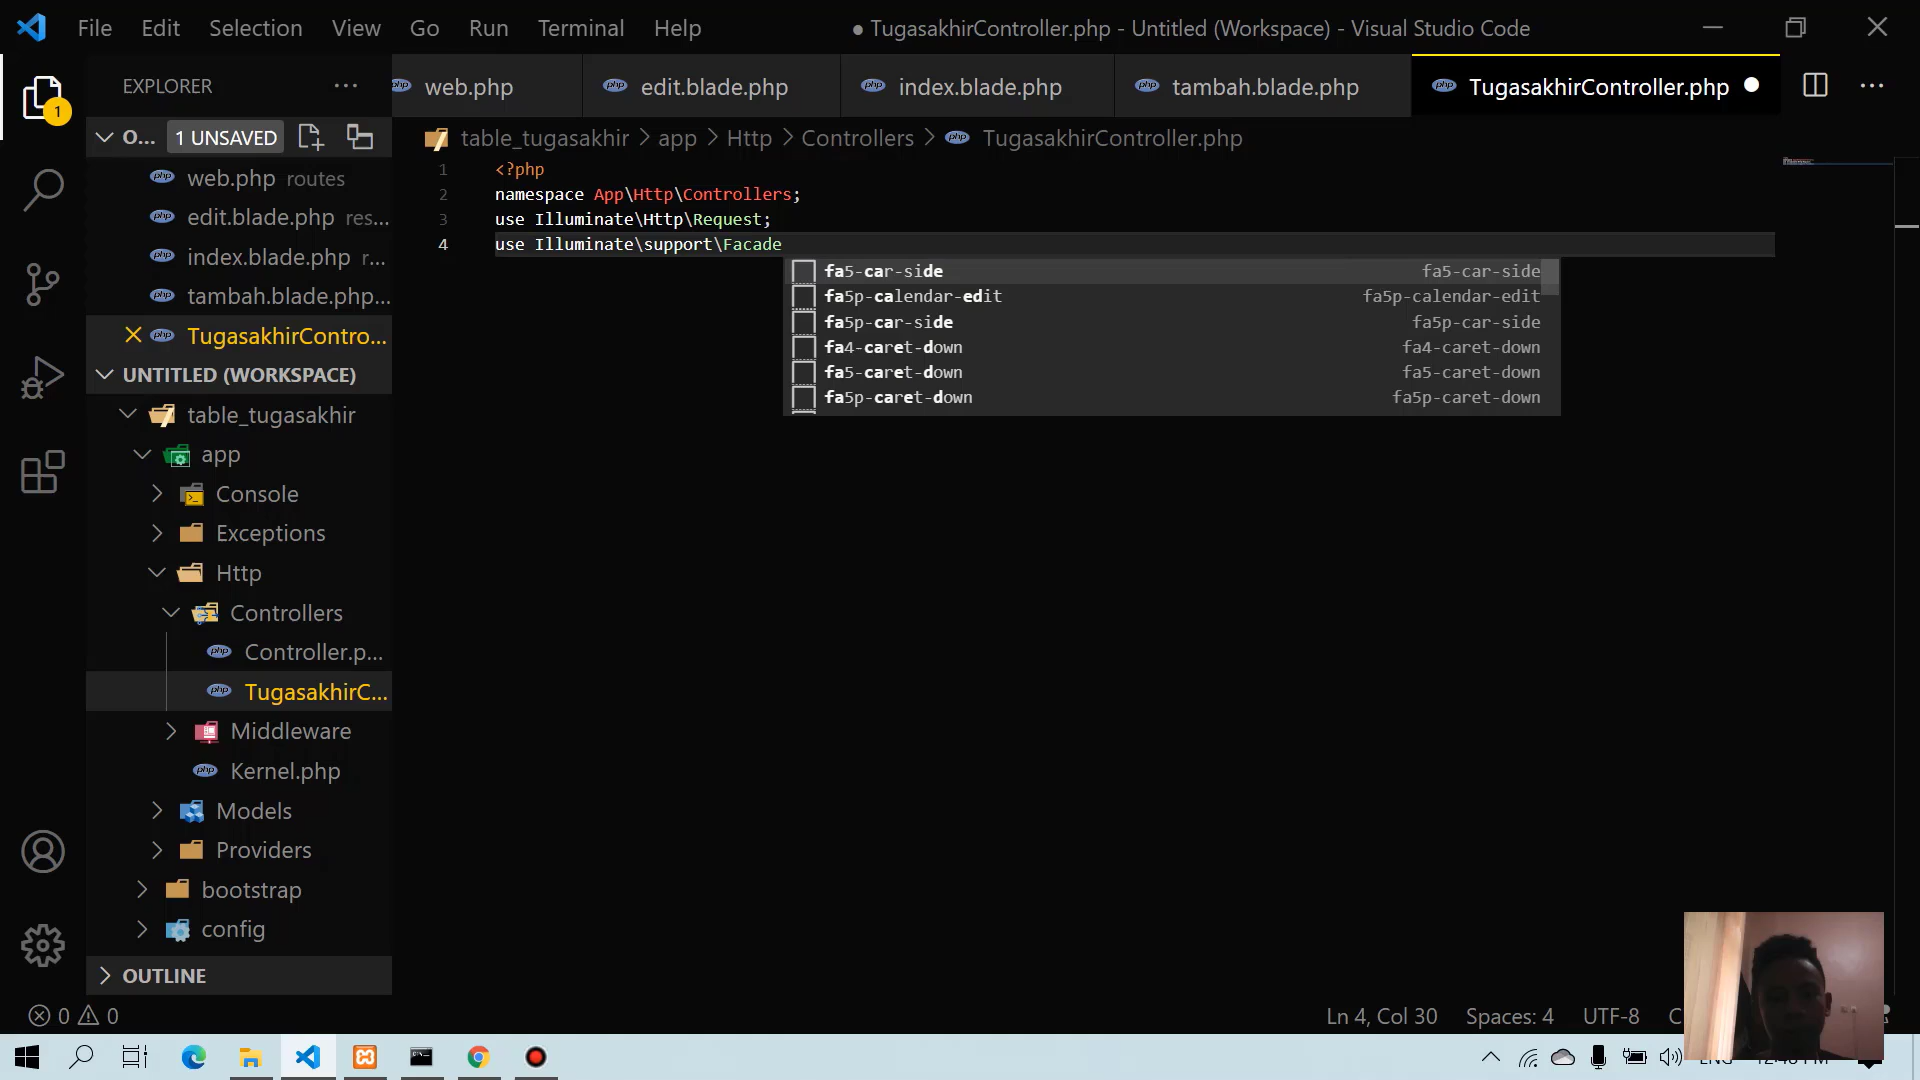 File Edit Selection View Go Run Terminal Help
● TugasakhirController.php - Untitled (Workspace) - Visual Studio Code
EXPLORER
web.php
edit.blade.php
index.blade.php
tambah.blade.php
TugasakhirController.php
O... 1 UNSAVED
table_tugasakhir > app > Http > Controllers > TugasakhirController.php
web.php routes
edit.blade.php res...
index.blade.php r...
tambah.blade.php...
TugasakhirContro...
UNTITLED (WORKSPACE)
table_tugasakhir
app
Console
Exceptions
Http
Controllers
Controller.p...
TugasakhirC...
Middleware
Kernel.php
Models
Providers
bootstrap
config
OUTLINE
1 <?php
2 namespace App\Http\Controllers;
3 use Illuminate\Http\Request;
4 use Illuminate\support\Facade
fa5-car-side fa5-car-side
fa5p-calendar-edit fa5p-calendar-edit
fa5p-car-side fa5p-car-side
fa4-caret-down fa4-caret-down
fa5-caret-down fa5-caret-down
fa5p-caret-down fa5p-caret-down
1
0 0
Ln 4, Col 30 Spaces: 4 UTF-8